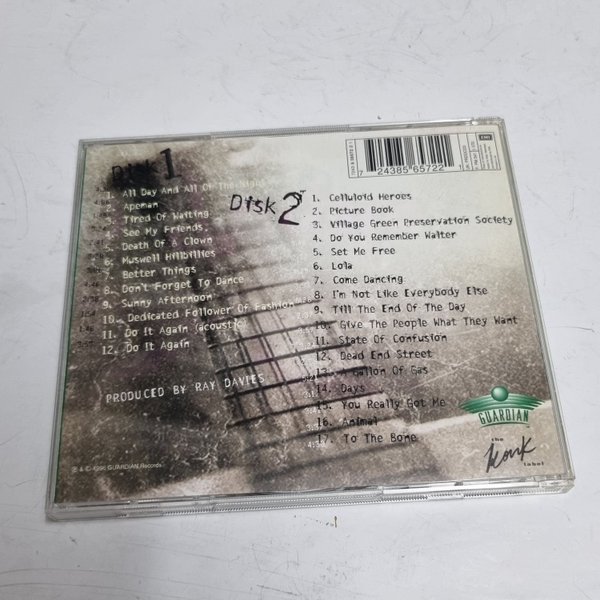 Disk 1
1. All Day And All Of The Night
2. Apeman
3. Tired Of Waiting
4. See My Friends
5. Death Of A Clown
6. Muswell Hillbillies
7. Better Things
8. Don't Forget To Dance
9. Sunny Afternoon
10. Dedicated Follower Of Fashion
11. Do It Again (acoustic)
12. Do It Again
PRODUCED BY RAY DAVIES
Disk 2
1. Celluloid Heroes
2. Picture Book
3. Village Green Preservation Society
4. Do You Remember Walter
5. Set Me Free
6. Lola
7. Come Dancing
8. I'm Not Like Everybody Else
9. Till The End Of The Day
10. Give The People What They Want
11. State Of Confusion
12. Dead End Street
13. A Gallon Of Gas
14. Days
15. You Really Got Me
16. Animal
17. To The Bone
7 24385 65722
EMI
GUARDIAN
the
Konk
label
℗ & © 1996 GUARDIAN Records